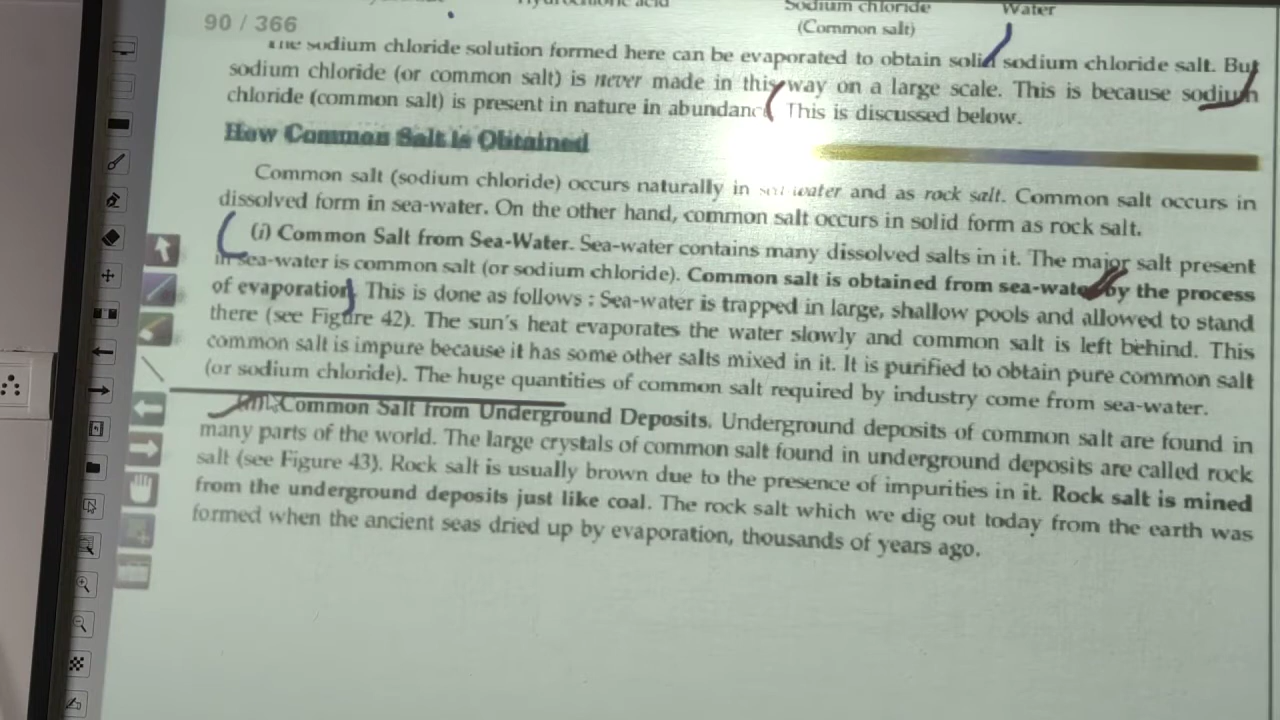 90 / 366
Sodium chloride
Water
(Common salt)
The sodium chloride solution formed here can be evaporated to obtain solid sodium chloride salt. But
sodium chloride (or common salt) is never made in this way on a large scale. This is because sodium
chloride (common salt) is present in nature in abundance. This is discussed below.
How Common Salt is Obtained
Common salt (sodium chloride) occurs naturally in sea-water and as rock salt. Common salt occurs in
dissolved form in sea-water. On the other hand, common salt occurs in solid form as rock salt.
(i) Common Salt from Sea-Water. Sea-water contains many dissolved salts in it. The major salt present
in sea-water is common salt (or sodium chloride). Common salt is obtained from sea-water by the process
of evaporation. This is done as follows : Sea-water is trapped in large, shallow pools and allowed to stand
there (see Figure 42). The sun's heat evaporates the water slowly and common salt is left behind. This
common salt is impure because it has some other salts mixed in it. It is purified to obtain pure common salt
(or sodium chloride). The huge quantities of common salt required by industry come from sea-water.
Common Salt from Underground Deposits. Underground deposits of common salt are found in
many parts of the world. The large crystals of common salt found in underground deposits are called rock
salt (see Figure 43). Rock salt is usually brown due to the presence of impurities in it. Rock salt is mined
from the underground deposits just like coal. The rock salt which we dig out today from the earth was
formed when the ancient seas dried up by evaporation, thousands of years ago.